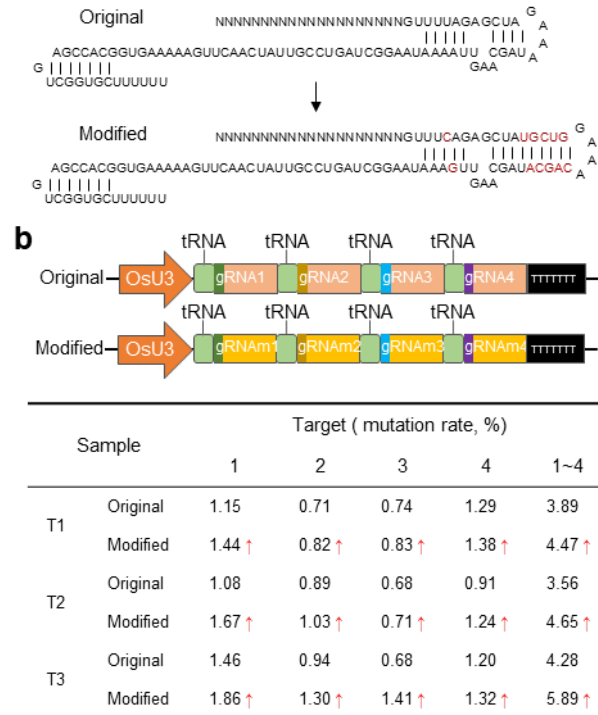 Original
NNNNNNNNNNNNNNNNNNNNGUUUUAGAGCUA
G
A
A
A
AGCCACGGUGAAAAAGUUCAACUAUUGCCUGAUCGGAAUAAAAUU
CGAU
GAA
G
UCGGUGCUUUUUU
Modified
NNNNNNNNNNNNNNNNNNNNGUUUCAGAGCUAUGCUG
G
A
A
A
AGCCACGGUGAAAAAGUUCAACUAUUGCCUGAUCGGAAUAAAGUU
CGAUACGAC
GAA
G
UCGGUGCUUUUUU
b
tRNA tRNA tRNA tRNA
Original OsU3 gRNA1 gRNA2 gRNA3 gRNA4 TTTTTTT
tRNA tRNA tRNA tRNA
Modified OsU3 gRNAm1 gRNAm2 gRNAm3 gRNAm4 TTTTTTT
Sample Target ( mutation rate, %)
1 2 3 4 1~4
T1 Original 1.15 0.71 0.74 1.29 3.89
Modified 1.44 ↑ 0.82 ↑ 0.83 ↑ 1.38 ↑ 4.47 ↑
T2 Original 1.08 0.89 0.68 0.91 3.56
Modified 1.67 ↑ 1.03 ↑ 0.71 ↑ 1.24 ↑ 4.65 ↑
T3 Original 1.46 0.94 0.68 1.20 4.28
Modified 1.86 ↑ 1.30 ↑ 1.41 ↑ 1.32 ↑ 5.89 ↑